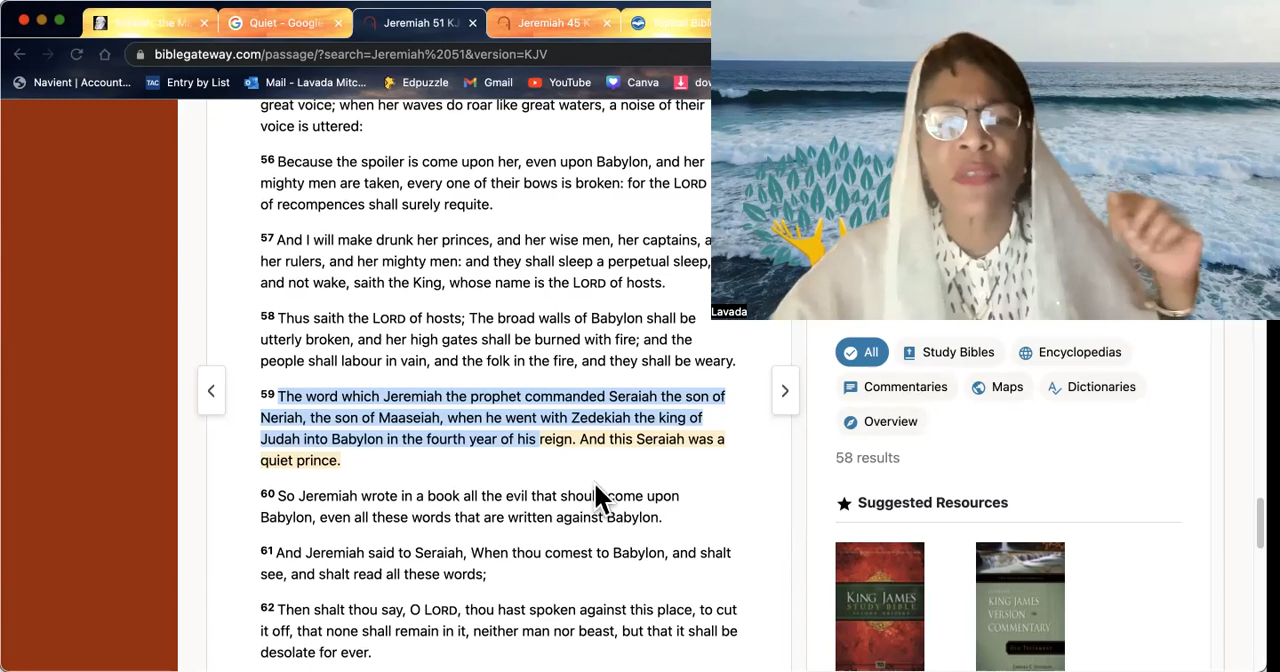 Quiet - Google
Jeremiah 51 KJ
Jeremiah 45 K
biblegateway.com/passage/?search=Jeremiah%2051&version=KJV
Navient | Account... TAC Entry by List Mail - Lavada Mitc... Edpuzzle Gmail YouTube Canva
great voice; when her waves do roar like great waters, a noise of their
voice is uttered:
56 Because the spoiler is come upon her, even upon Babylon, and her
mighty men are taken, every one of their bows is broken: for the LORD
of recompences shall surely requite.
57 And I will make drunk her princes, and her wise men, her captains, a
her rulers, and her mighty men: and they shall sleep a perpetual sleep,
and not wake, saith the King, whose name is the LORD of hosts.
58 Thus saith the LORD of hosts; The broad walls of Babylon shall be
utterly broken, and her high gates shall be burned with fire; and the
people shall labour in vain, and the folk in the fire, and they shall be weary.
59 The word which Jeremiah the prophet commanded Seraiah the son of
Neriah, the son of Maaseiah, when he went with Zedekiah the king of
Judah into Babylon in the fourth year of his reign. And this Seraiah was a
quiet prince.
60 So Jeremiah wrote in a book all the evil that should come upon
Babylon, even all these words that are written against Babylon.
61 And Jeremiah said to Seraiah, When thou comest to Babylon, and shalt
see, and shalt read all these words;
62 Then shalt thou say, O LORD, thou hast spoken against this place, to cut
it off, that none shall remain in it, neither man nor beast, but that it shall be
desolate for ever.
Lavada
All Study Bibles Encyclopedias
Commentaries Maps Dictionaries
Overview
58 results
Suggested Resources
KING JAMES
STUDY BIBLE
KING JAMES
VERSION
COMMENTARY